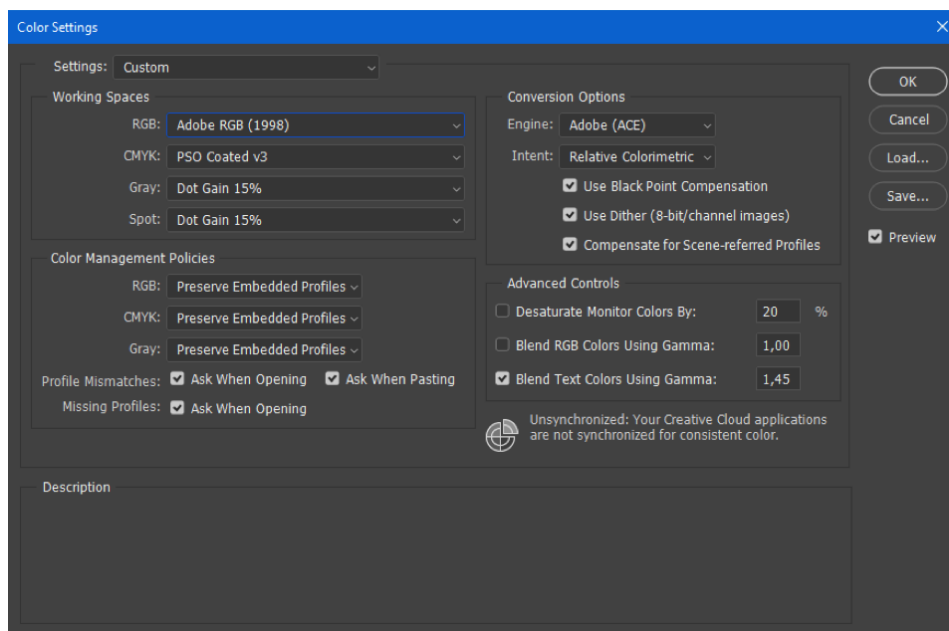 Color Settings
Settings: Custom
OK
Working Spaces
RGB: Adobe RGB (1998)
CMYK: PSO Coated v3
Gray: Dot Gain 15%
Spot: Dot Gain 15%
Conversion Options
Engine: Adobe (ACE)
Intent: Relative Colorimetric
Use Black Point Compensation
Use Dither (8-bit/channel images)
Compensate for Scene-referred Profiles
Cancel
Load...
Save...
Preview
Color Management Policies
RGB: Preserve Embedded Profiles
CMYK: Preserve Embedded Profiles
Gray: Preserve Embedded Profiles
Profile Mismatches: Ask When Opening Ask When Pasting
Missing Profiles: Ask When Opening
Advanced Controls
Desaturate Monitor Colors By: 20 %
Blend RGB Colors Using Gamma: 1,00
Blend Text Colors Using Gamma: 1,45
Unsynchronized: Your Creative Cloud applications
are not synchronized for consistent color.
Description